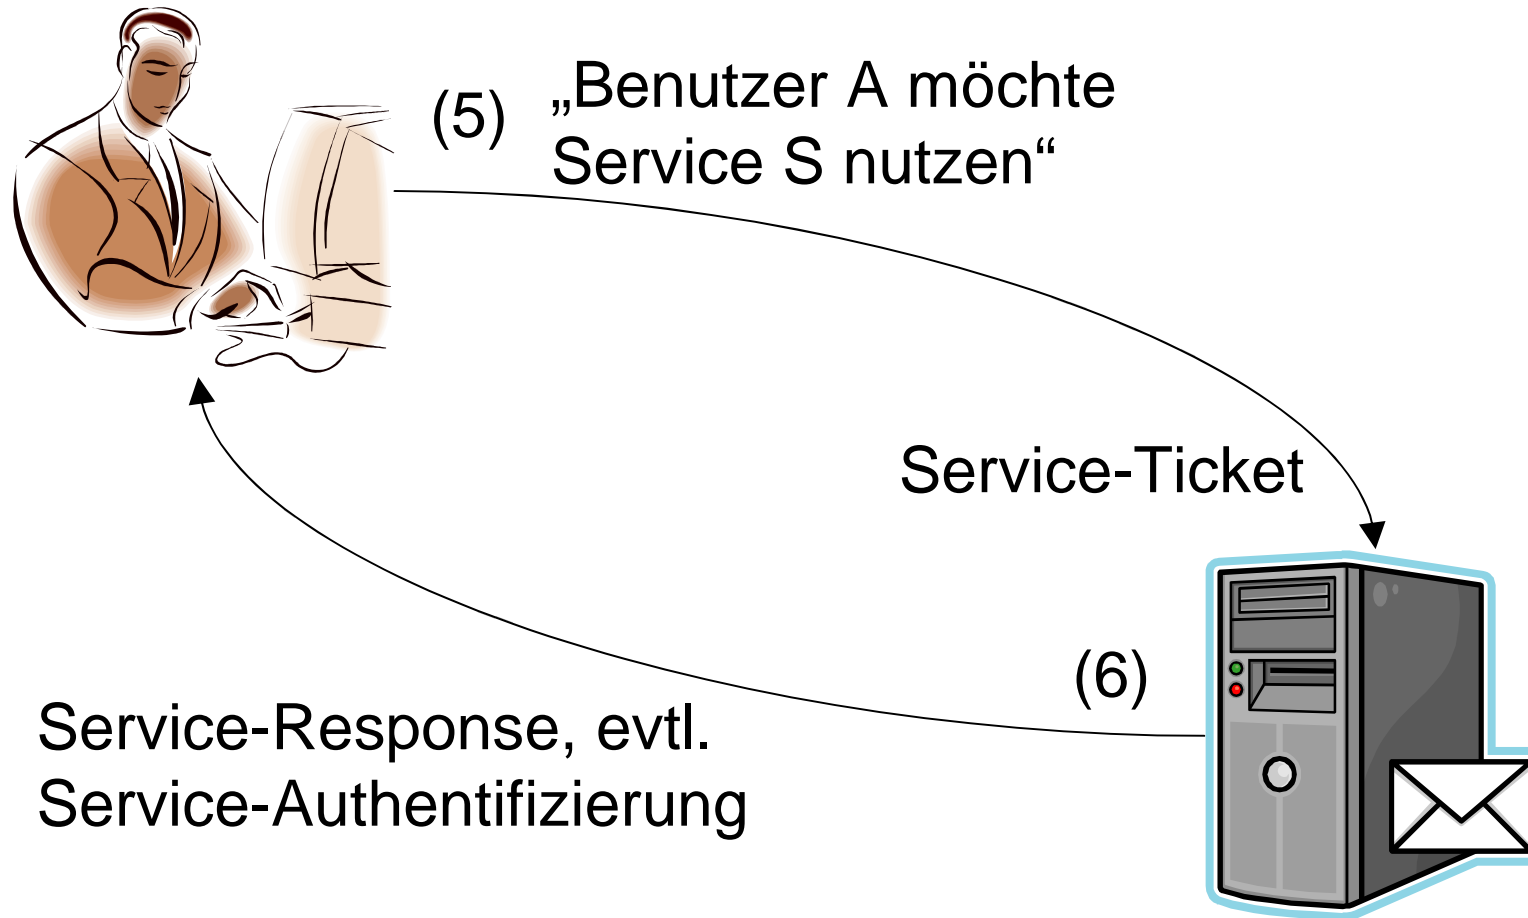 (5) „Benutzer A möchte
Service S nutzen“
Service-Ticket
(6)
Service-Response, evtl.
Service-Authentifizierung